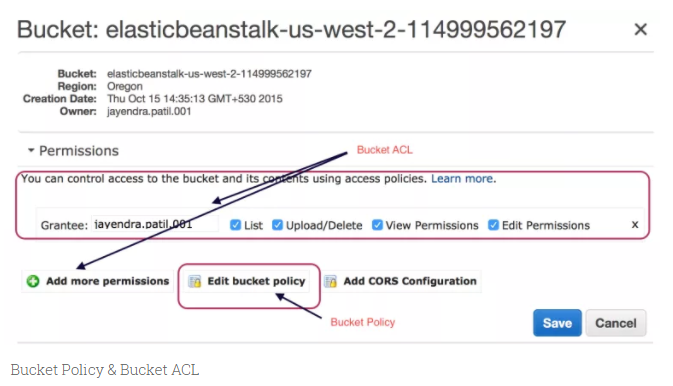 Bucket: elasticbeanstalk-us-west-2-114999562197 ×
Bucket: elasticbeanstalk-us-west-2-114999562197
Region: Oregon
Creation Date: Thu Oct 15 14:35:13 GMT+530 2015
Owner: jayendra.patil.001
Permissions
Bucket ACL
You can control access to the bucket and its contents using access policies. Learn more.
Grantee: jayendra.patil.001 List Upload/Delete View Permissions Edit Permissions x
Add more permissions Edit bucket policy Add CORS Configuration
Bucket Policy
Save Cancel
Bucket Policy & Bucket ACL